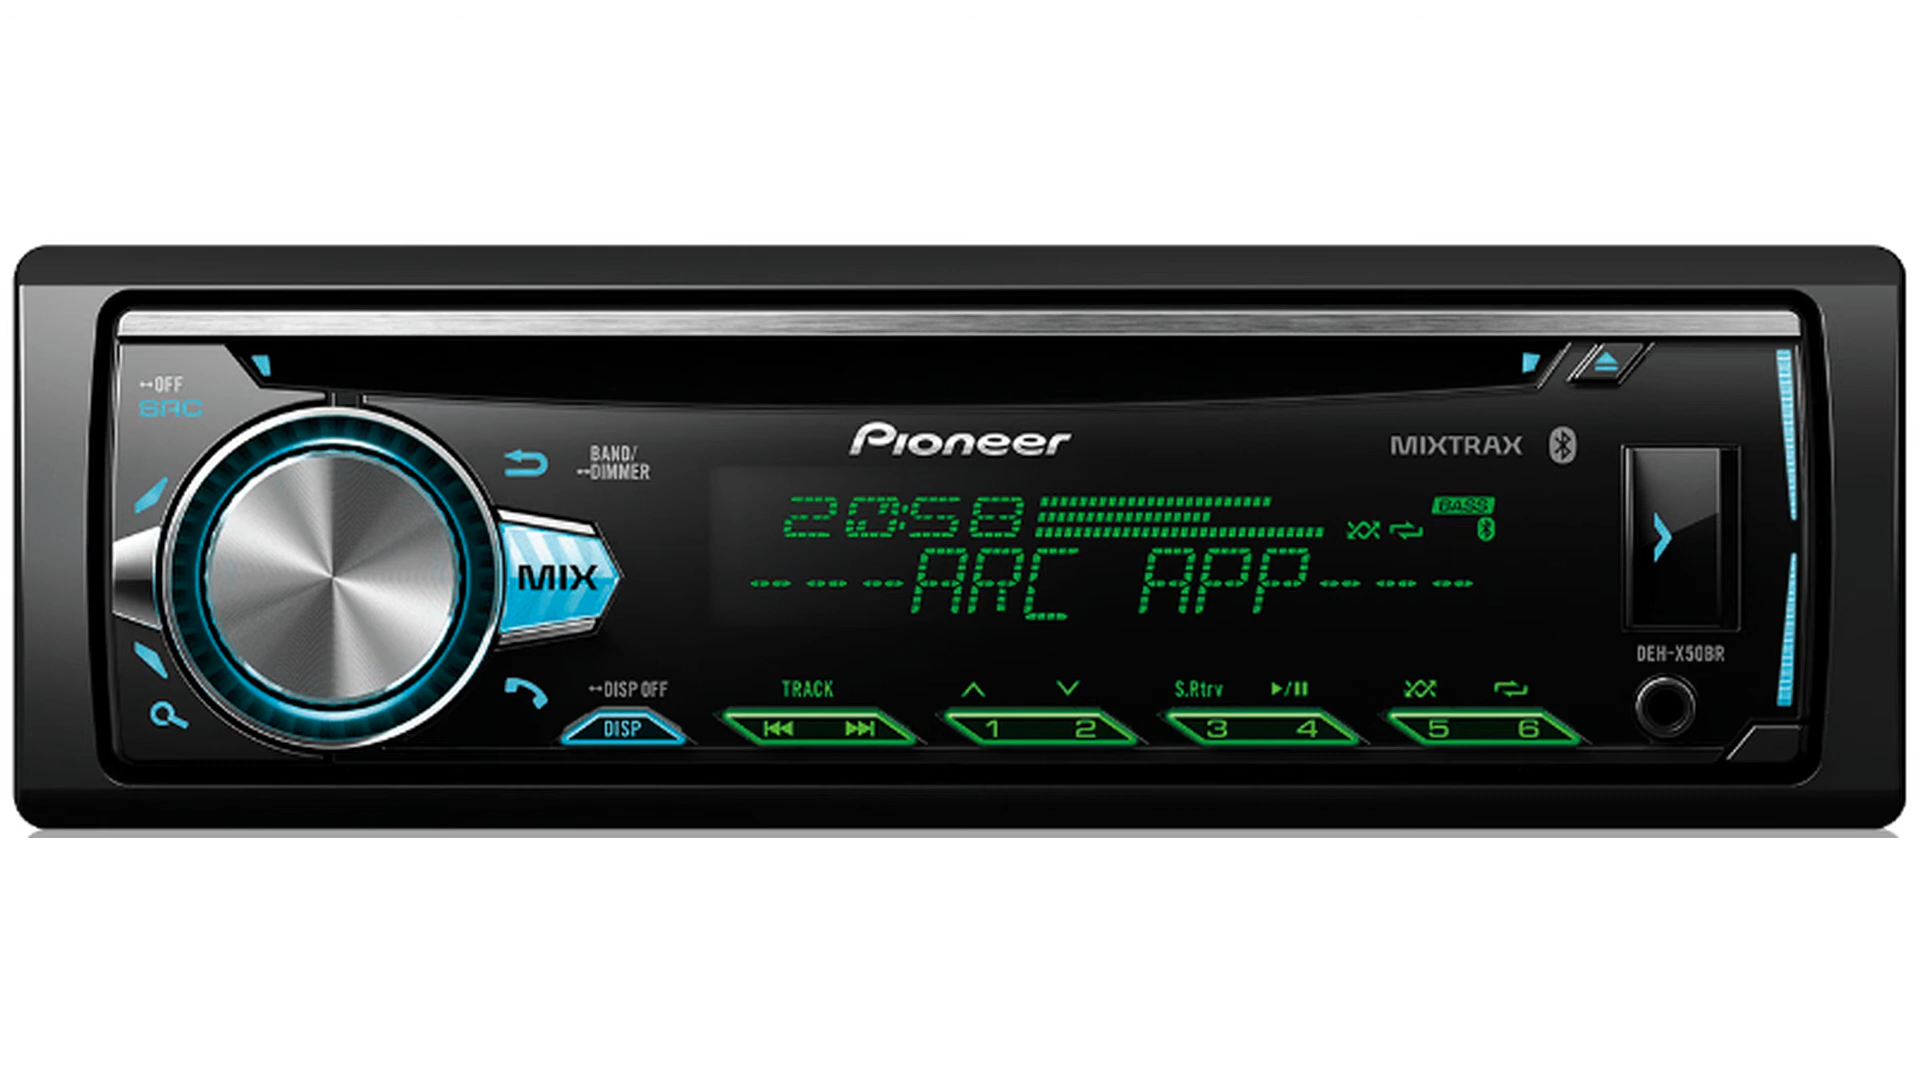 OFF
SRC
Pioneer
BAND/
DIMMER
MIXTRAX
20:58
BASS
MIX
ARC APP
DEH-X50BR
DISP OFF
TRACK
S.Rtrv
DISP
1 2
3 4
5 6